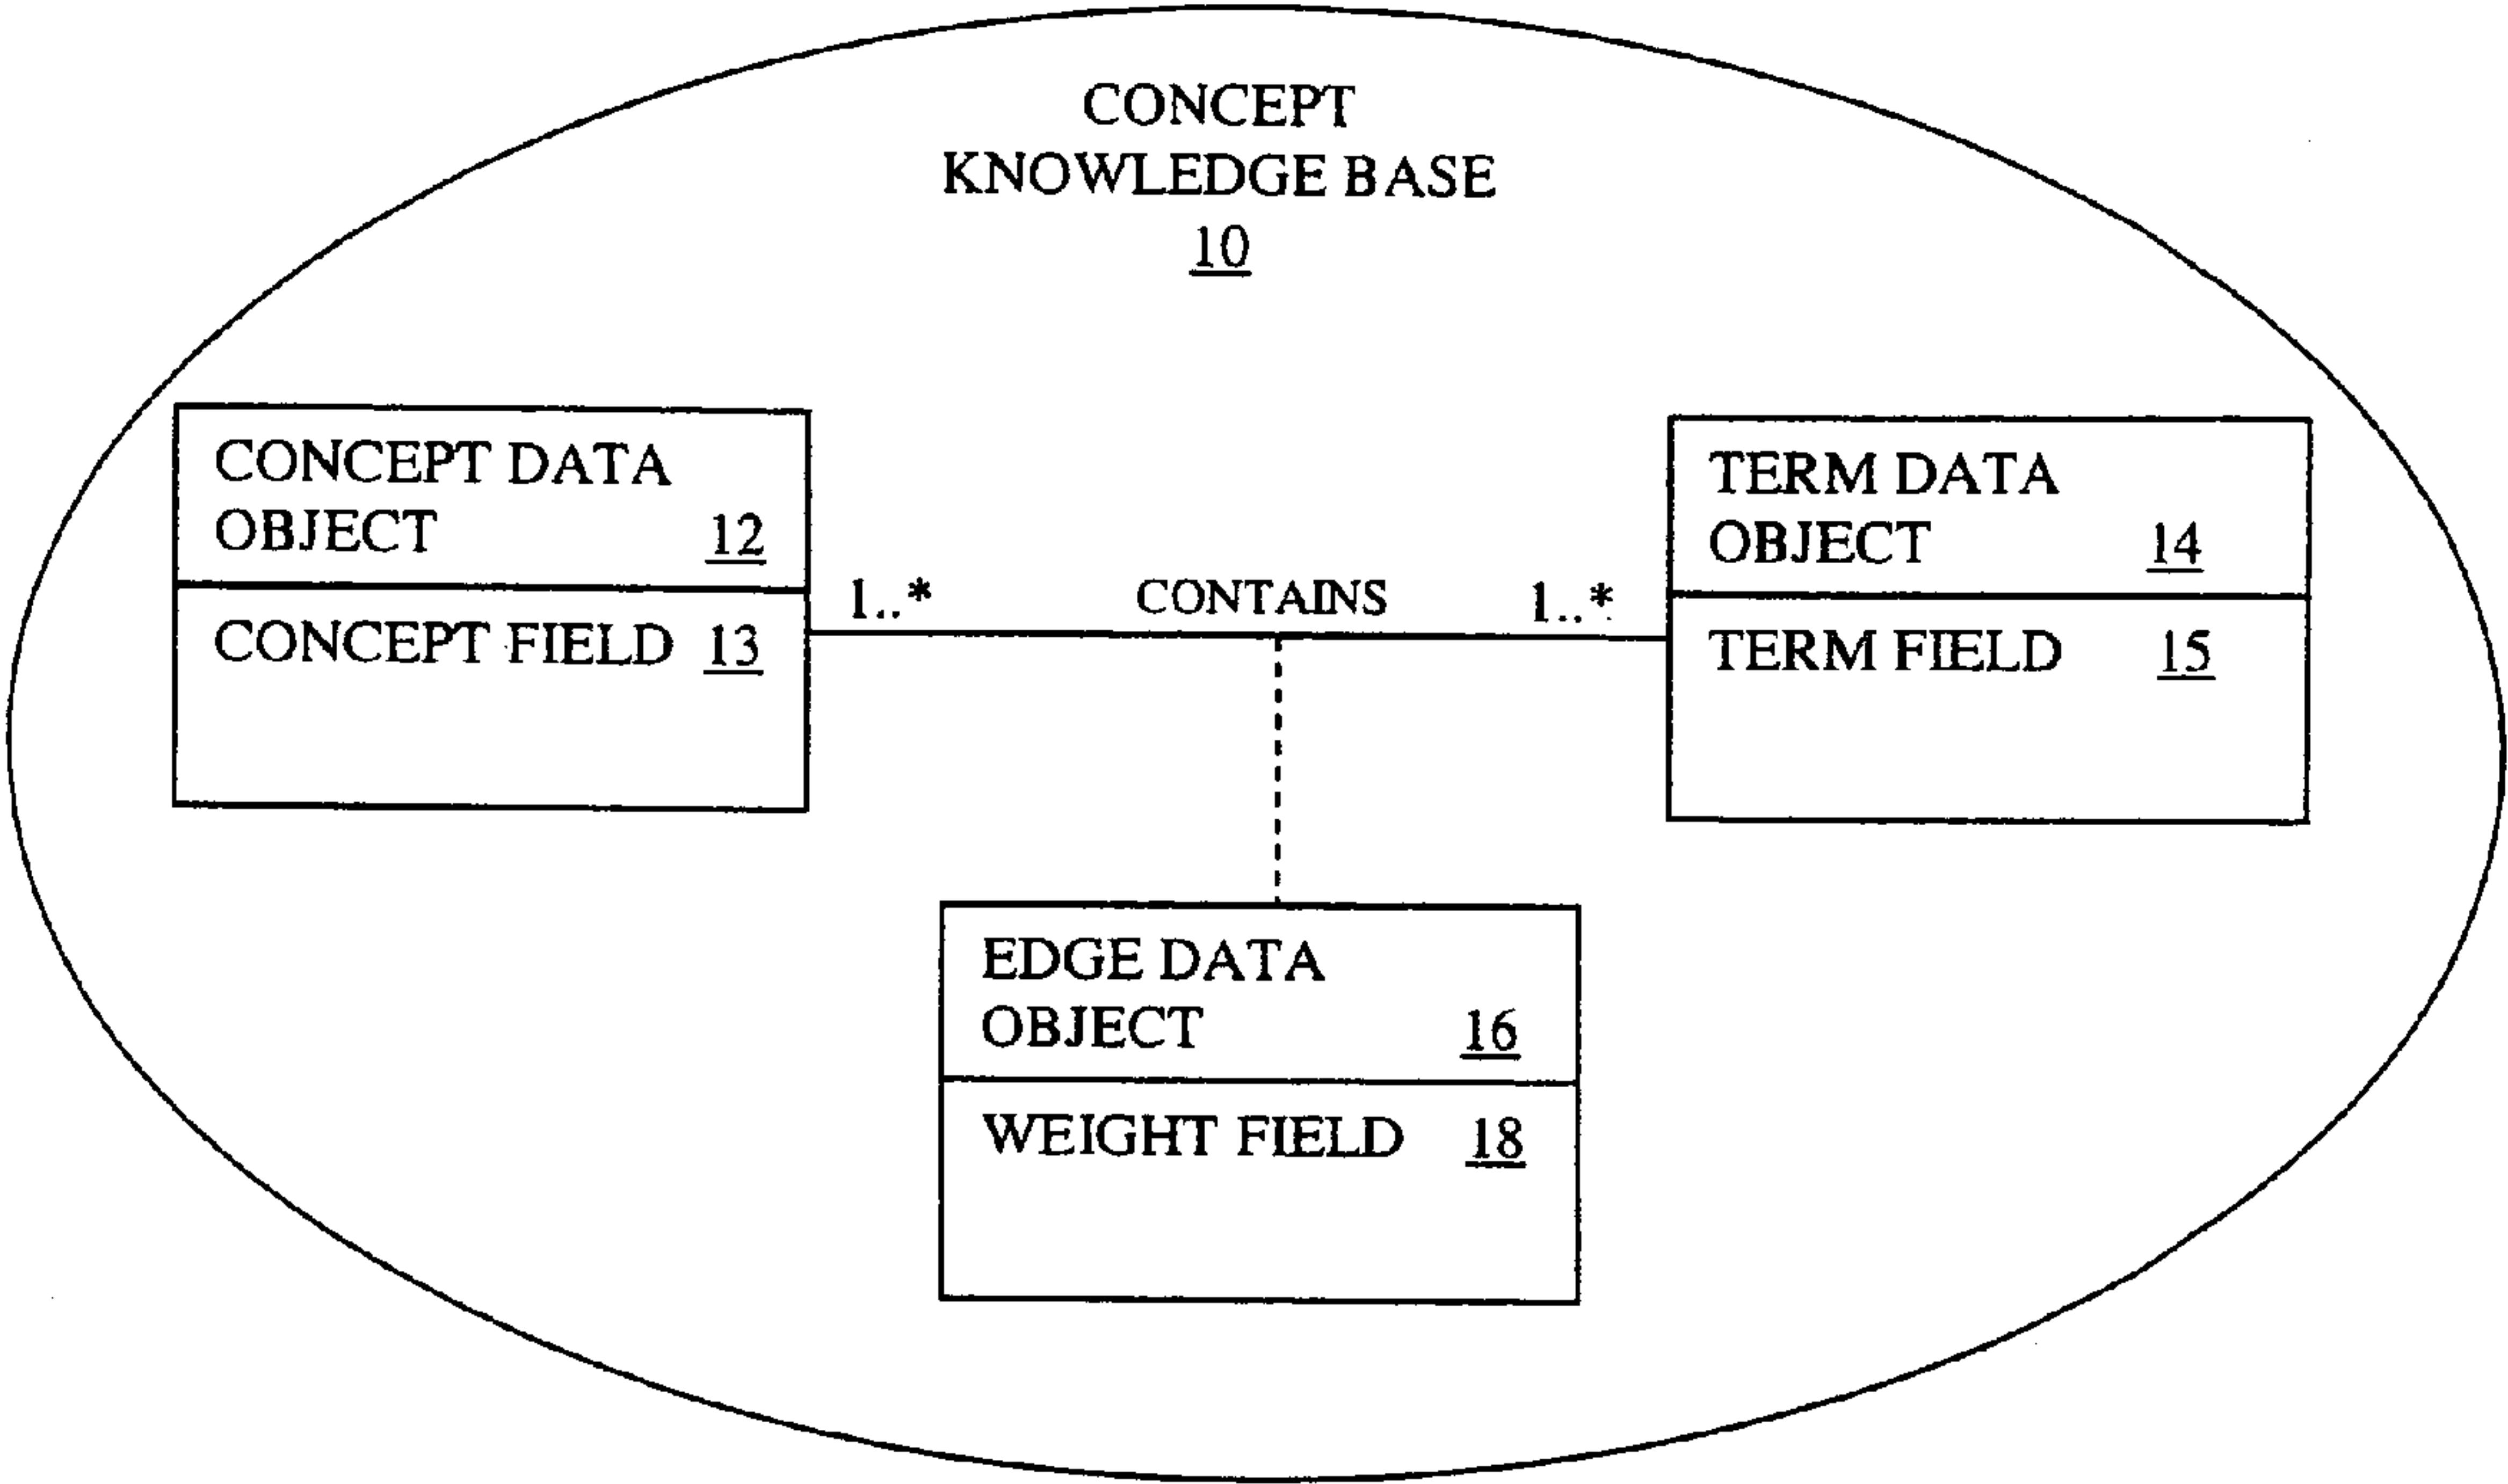 CONCEPT
KNOWLEDGE BASE
10
CONCEPT DATA
OBJECT 12
CONCEPT FIELD 13
1..* CONTAINS 1..*
TERM DATA
OBJECT 14
TERM FIELD 15
EDGE DATA
OBJECT 16
WEIGHT FIELD 18